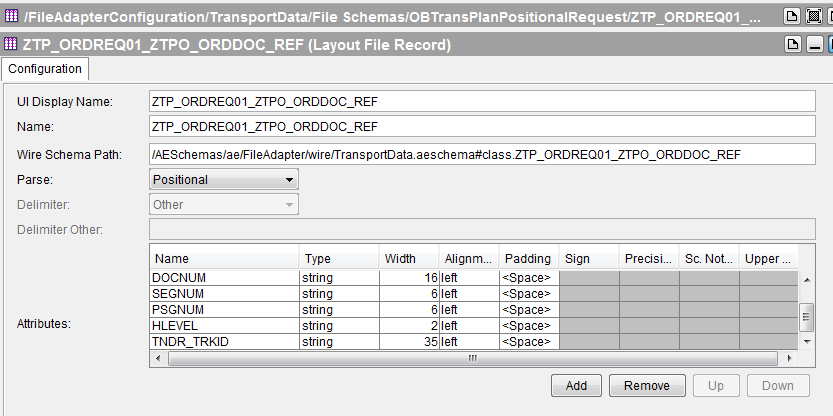 /FileAdapterConfiguration/TransportData/File Schemas/OBTransPlanPositionalRequest/ZTP_ORDREQ01_...
ZTP_ORDREQ01_ZTPO_ORDDOC_REF (Layout File Record)
Configuration
UI Display Name: ZTP_ORDREQ01_ZTPO_ORDDOC_REF
Name: ZTP_ORDREQ01_ZTPO_ORDDOC_REF
Wire Schema Path: /AESchemas/ae/FileAdapter/wire/TransportData.aeschema#class.ZTP_ORDREQ01_ZTPO_ORDDOC_REF
Parse: Positional
Delimiter: Other
Delimiter Other:
Attributes:
Name Type Width Alignm... Padding Sign Precisi... Sc. Not... Upper ...
DOCNUM string 16 left <Space>
SEGNUM string 6 left <Space>
PSGNUM string 6 left <Space>
HLEVEL string 2 left <Space>
TNDR_TRKID string 35 left <Space>
Add Remove Up Down